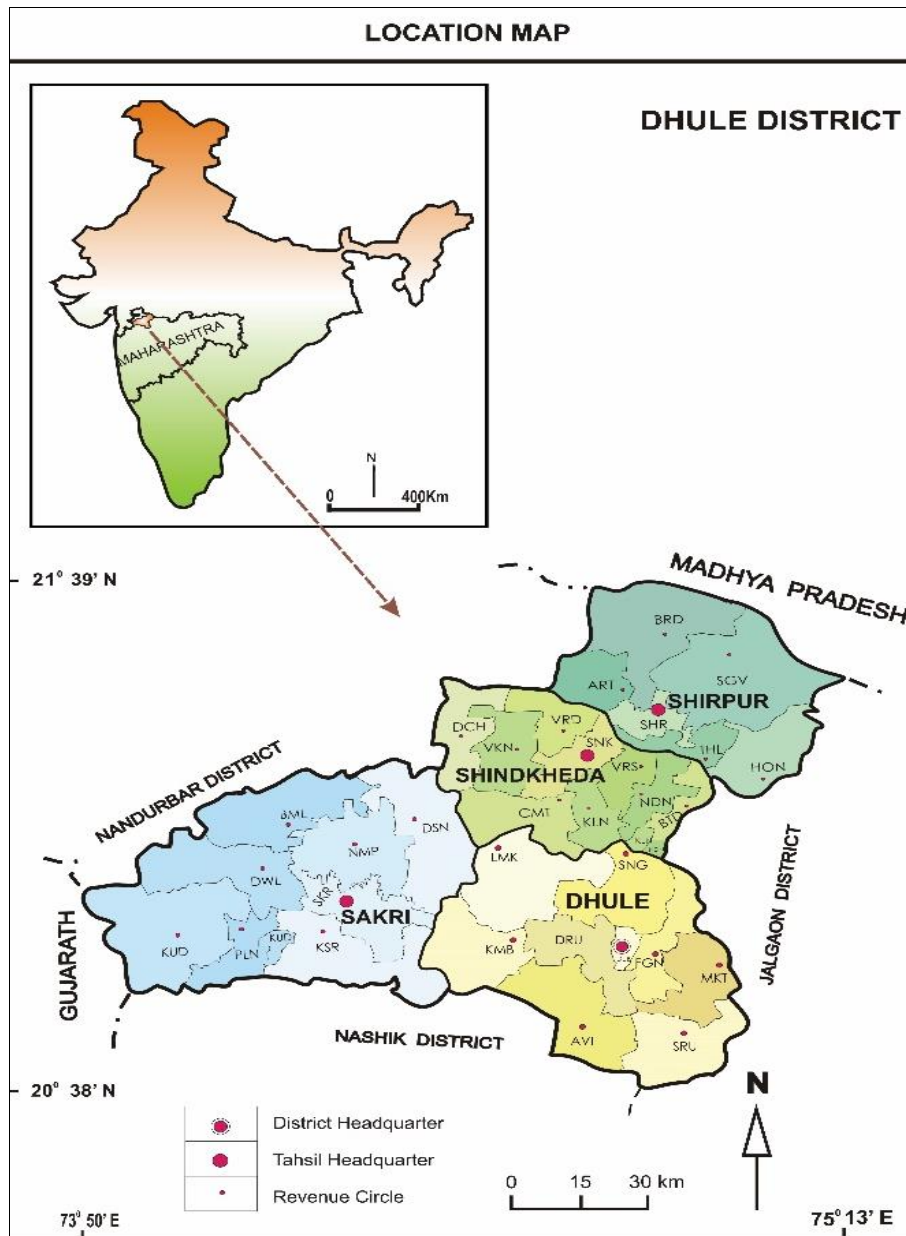 LOCATION MAP
DHULE DISTRICT
MAHARASHTRA
N
0 400Km
21° 39' N
MADHYA PRADESH
BRD
SGV
ART
SHIRPUR
SHR
DCH
VRD
VKN
SNK
HON
SHINDKHEDA
VRS
NANDURBAR DISTRICT
CMT
KLN
NDN
BTD
BML
DSN
NMP
LMK
SNG
DWL
SKR
SAKRI
DHULE
JALGAON DISTRICT
GUJARATH
KUD
PLN
KUD
KSR
KMB
DRU
FGN
MKT
NASHIK DISTRICT
AVI
SRU
20° 38' N
N
District Headquarter
Tahsil Headquarter
Revenue Circle
0 15 30 km
73° 50' E
75° 13' E